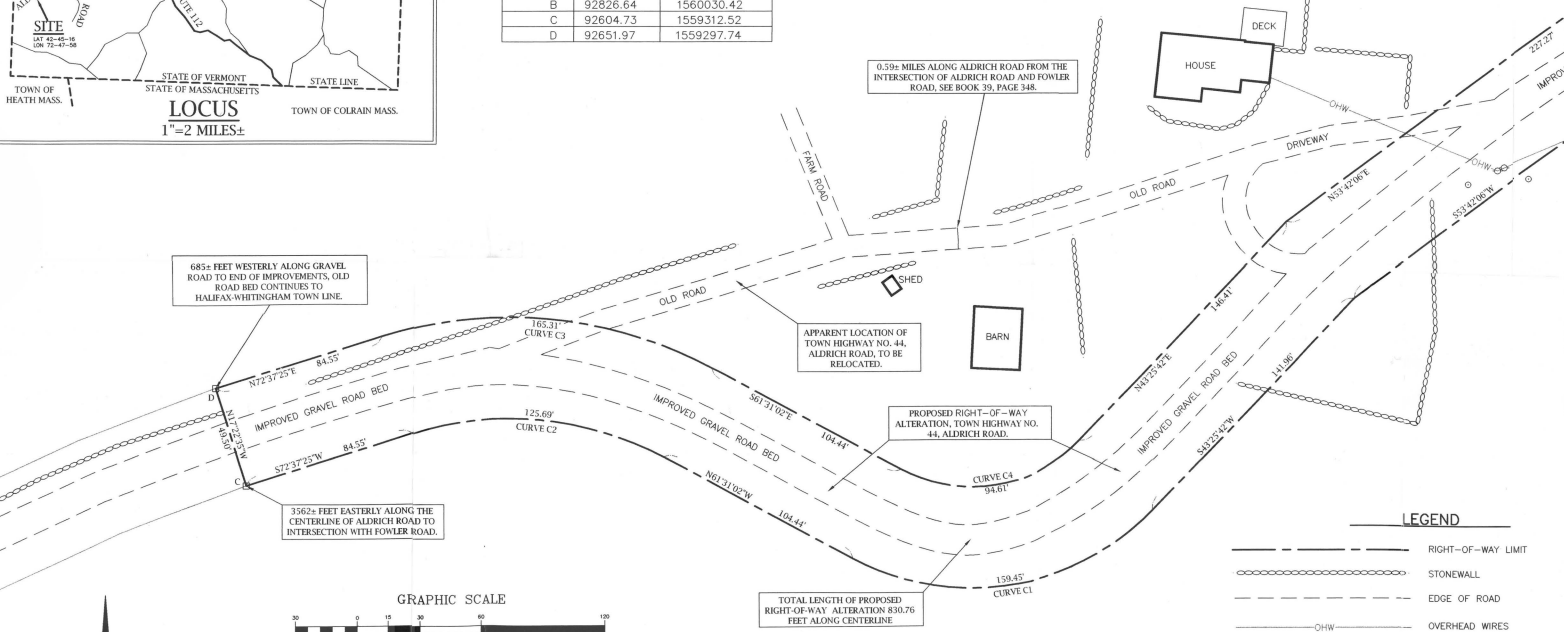 ROAD
ROUTE 112
SITE
LAT 42-45-16
LON 72-47-58
STATE OF VERMONT
STATE LINE
STATE OF MASSACHUSETTS
TOWN OF
HEATH MASS.
LOCUS
TOWN OF COLRAIN MASS.
1"=2 MILES±
B 92826.64 1560030.42
C 92604.73 1559312.52
D 92651.97 1559297.74
DECK
HOUSE
227.27'
0.59± MILES ALONG ALDRICH ROAD FROM THE
INTERSECTION OF ALDRICH ROAD AND FOWLER
ROAD, SEE BOOK 39, PAGE 348.
OHW
DRIVEWAY
OHW
FARM ROAD
OLD ROAD
N53°42'06"E
S53°42'06"W
685± FEET WESTERLY ALONG GRAVEL
ROAD TO END OF IMPROVEMENTS, OLD
ROAD BED CONTINUES TO
HALIFAX-WHITINGHAM TOWN LINE.
OLD ROAD
SHED
146.41'
165.31'
CURVE C3
APPARENT LOCATION OF
TOWN HIGHWAY NO. 44,
ALDRICH ROAD, TO BE
RELOCATED.
BARN
N72°37'25"E
84.55'
D
IMPROVED GRAVEL ROAD BED
N17°22'35"W
49.50'
S61°31'02"E
104.44'
N43°25'42"E
141.96'
IMPROVED GRAVEL ROAD BED
125.69'
CURVE C2
IMPROVED GRAVEL ROAD BED
PROPOSED RIGHT-OF-WAY
ALTERATION, TOWN HIGHWAY NO.
44, ALDRICH ROAD.
S43°25'42"W
C
S72°37'25"W
84.55'
N61°31'02"W
104.44'
CURVE C4
94.61'
3562± FEET EASTERLY ALONG THE
CENTERLINE OF ALDRICH ROAD TO
INTERSECTION WITH FOWLER ROAD.
159.45'
CURVE C1
TOTAL LENGTH OF PROPOSED
RIGHT-OF-WAY ALTERATION 830.76
FEET ALONG CENTERLINE
GRAPHIC SCALE
30 0 15 30 60 120
LEGEND
RIGHT-OF-WAY LIMIT
STONEWALL
EDGE OF ROAD
OHW OVERHEAD WIRES